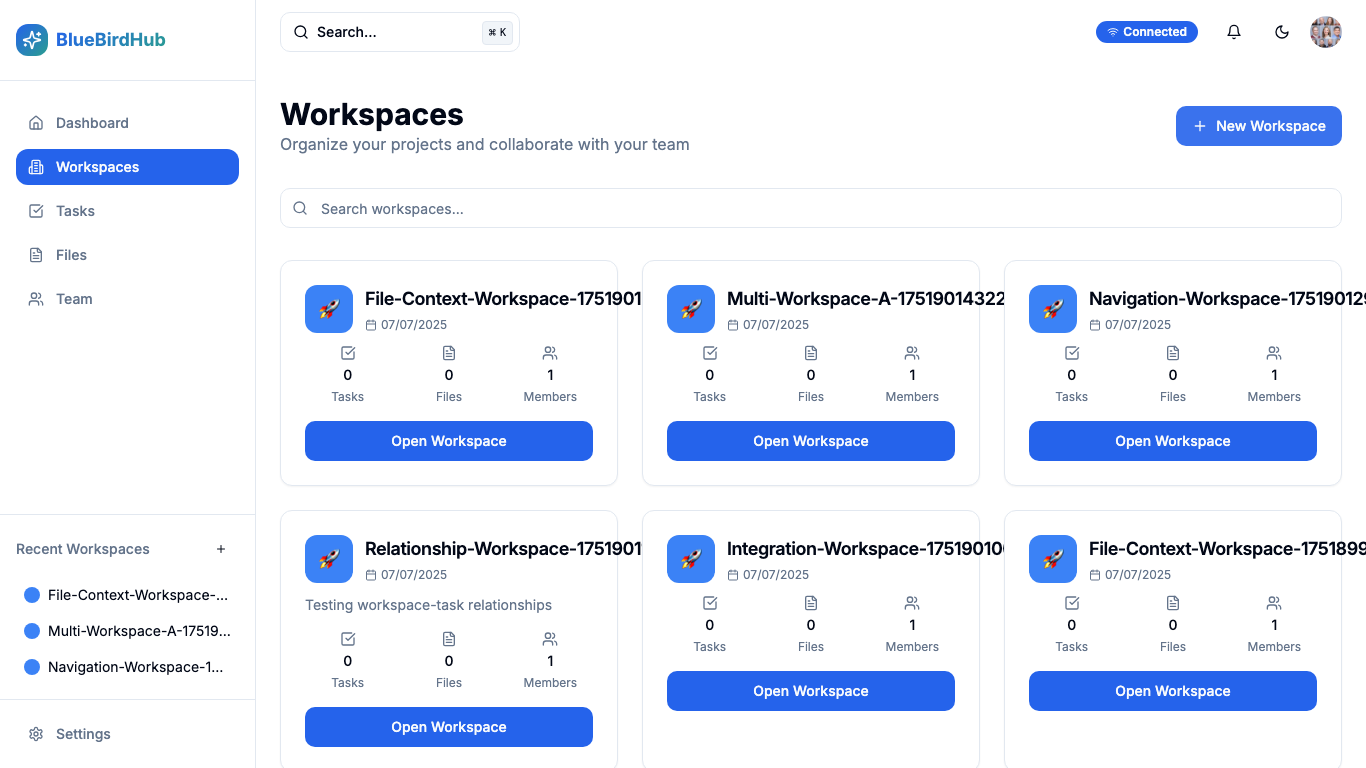 BlueBirdHub
Dashboard
Workspaces
Tasks
Files
Team
Recent Workspaces +
File-Context-Workspace-...
Multi-Workspace-A-17519...
Navigation-Workspace-1...
Settings
Search... ⌘ K
Connected
Workspaces
Organize your projects and collaborate with your team
+ New Workspace
Search workspaces...
File-Context-Workspace-1751901
07/07/2025
0 0 1
Tasks Files Members
Open Workspace
Multi-Workspace-A-17519014322
07/07/2025
0 0 1
Tasks Files Members
Open Workspace
Navigation-Workspace-175190129
07/07/2025
0 0 1
Tasks Files Members
Open Workspace
Relationship-Workspace-1751901
07/07/2025
Testing workspace-task relationships
0 0 1
Tasks Files Members
Open Workspace
Integration-Workspace-175190106
07/07/2025
0 0 1
Tasks Files Members
Open Workspace
File-Context-Workspace-1751899
07/07/2025
0 0 1
Tasks Files Members
Open Workspace